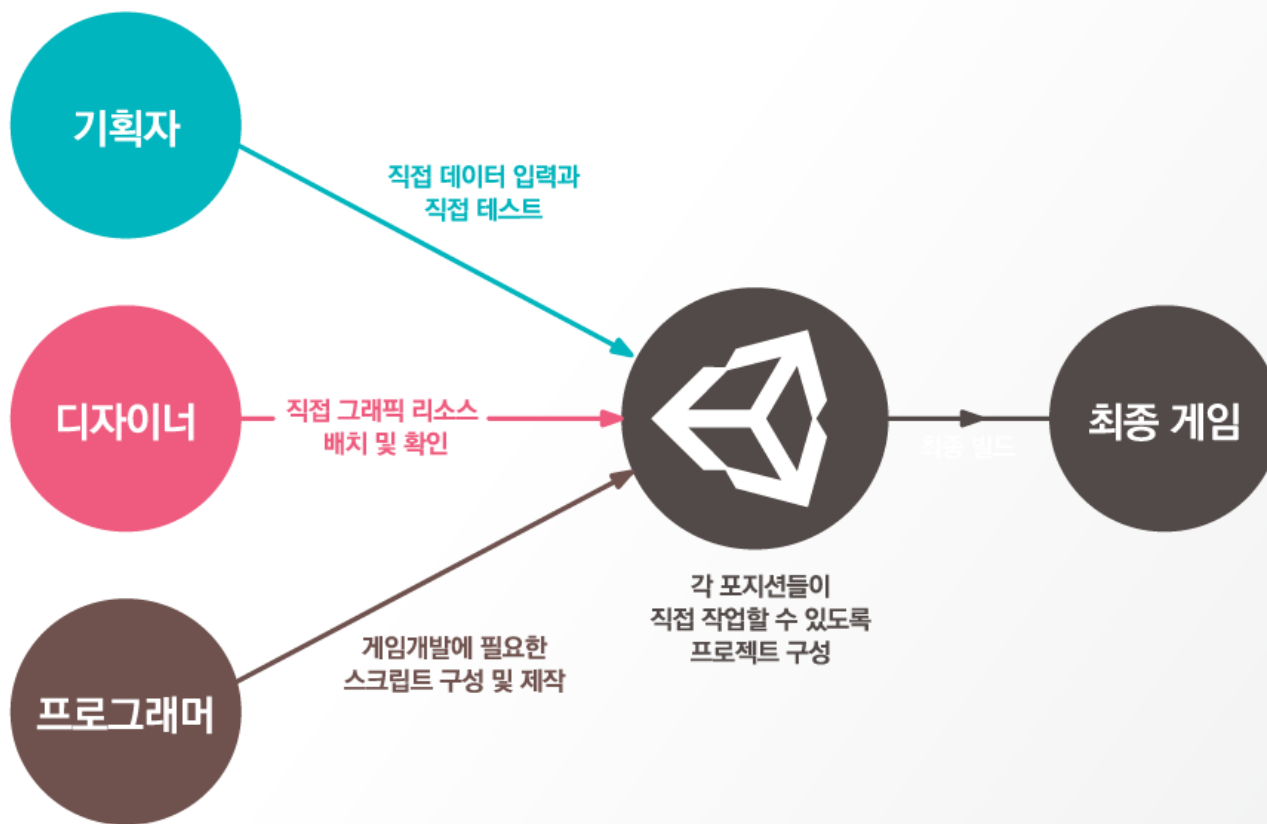 기획자
직접 데이터 입력과
직접 테스트
디자이너
직접 그래픽 리소스
배치 및 확인
최종 빌드
최종 게임
각 포지션들이
직접 작업할 수 있도록
프로젝트 구성
게임개발에 필요한
스크립트 구성 및 제작
프로그래머